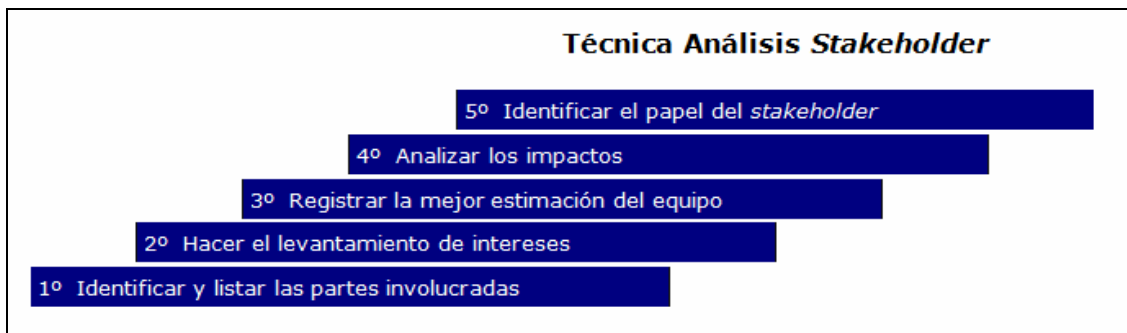 Técnica Análisis Stakeholder
5º Identificar el papel del stakeholder
4º Analizar los impactos
3º Registrar la mejor estimación del equipo
2º Hacer el levantamiento de intereses
1º Identificar y listar las partes involucradas